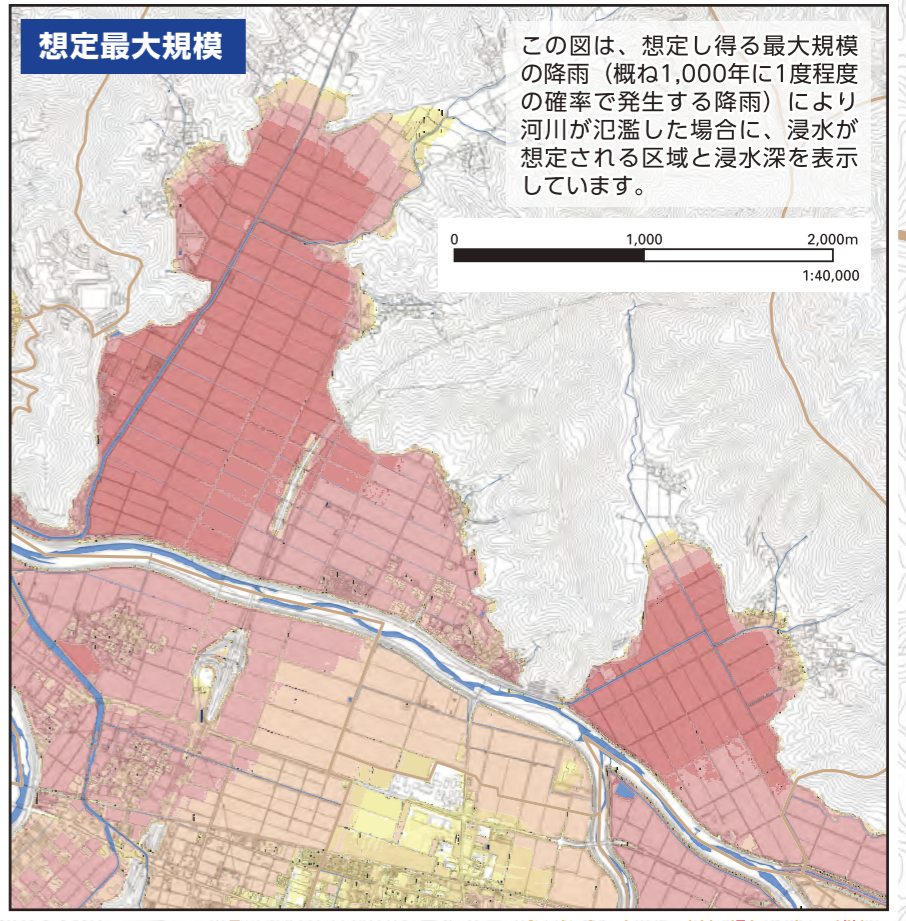 想定最大規模
この図は、想定し得る最大規模
の降雨（概ね1,000年に1度程度
の確率で発生する降雨）により
河川が氾濫した場合に、浸水が
想定される区域と浸水深を表示
しています。
0 1,000 2,000m
1:40,000